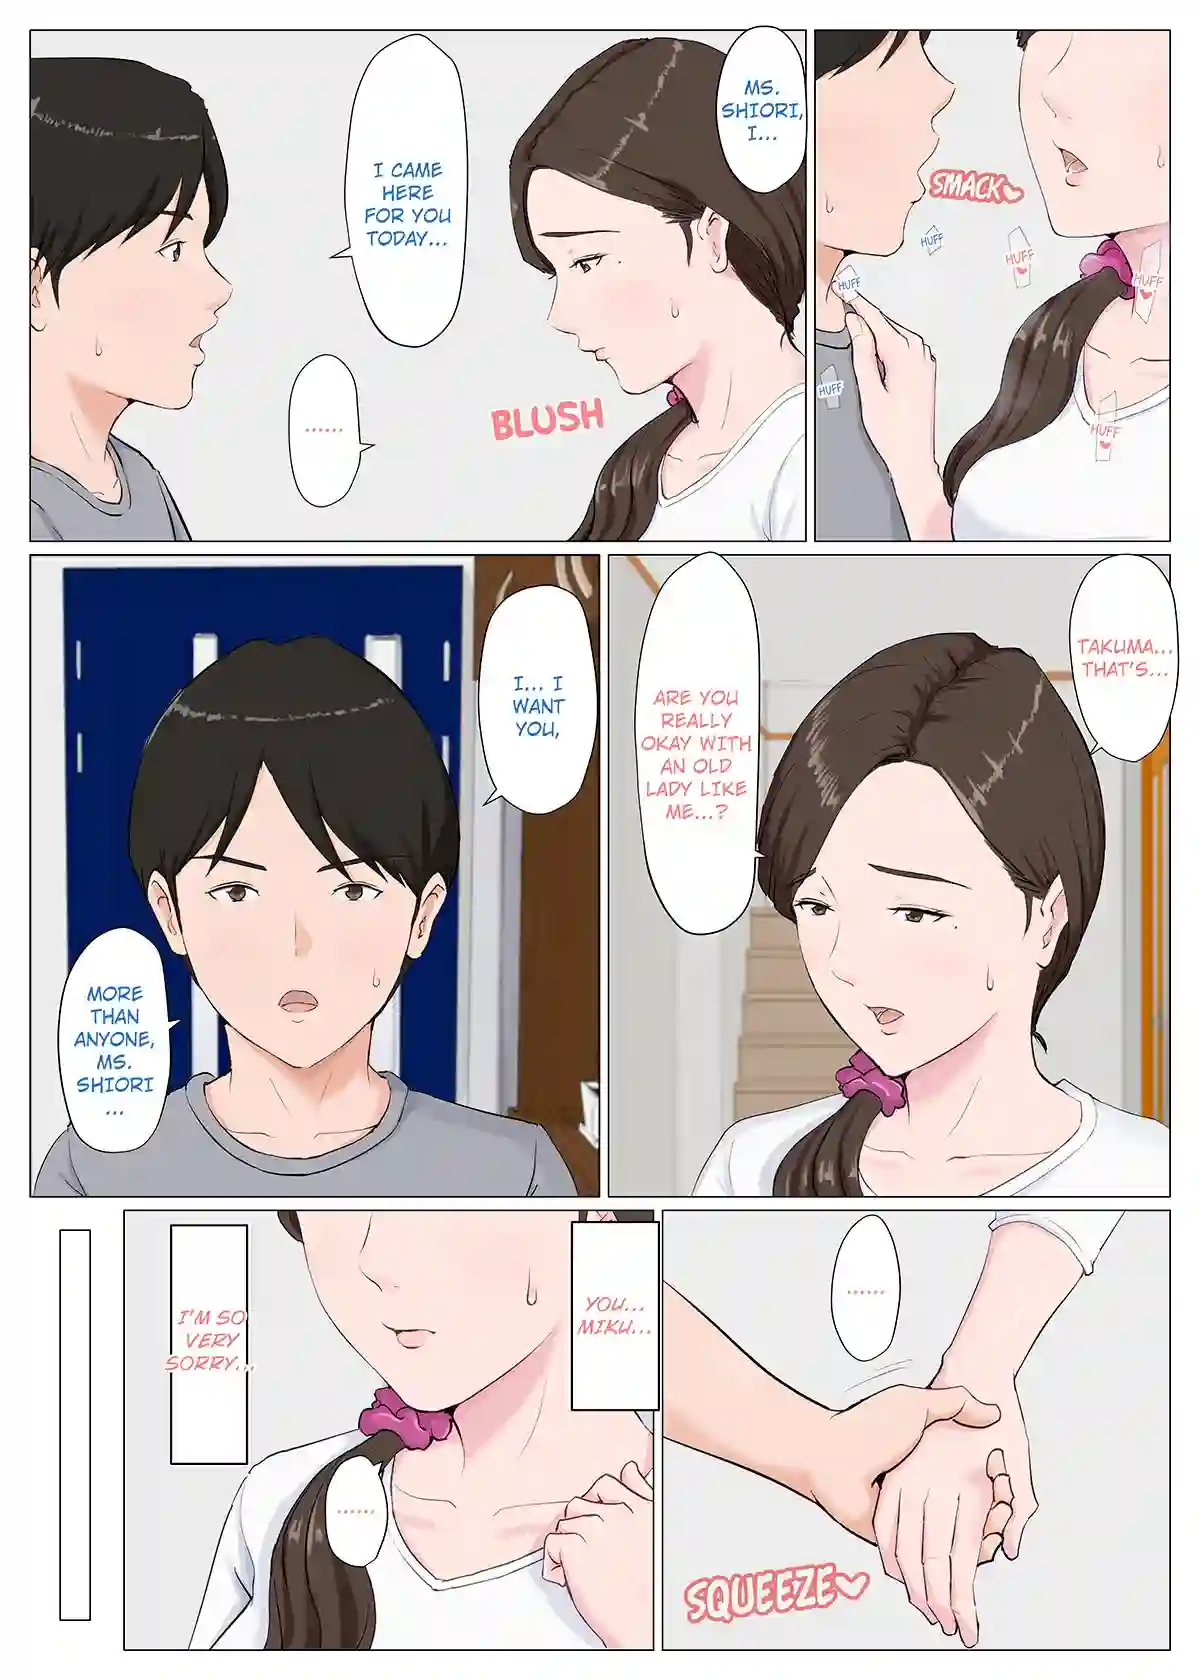 SMACK
HUFF
HUFF
HUFF
HUFF
HUFF
HUFF
MS.
SHIORI,
I...
I CAME
HERE
FOR YOU
TODAY...
......
BLUSH
TAKUMA...
THAT'S...
ARE YOU
REALLY
OKAY WITH
AN OLD
LADY LIKE
ME...?
I... I
WANT
YOU,
MORE
THAN
ANYONE,
MS.
SHIORI
...
......
SQUEEZE
YOU...
MIKU...
I'M SO
VERY
SORRY...
......